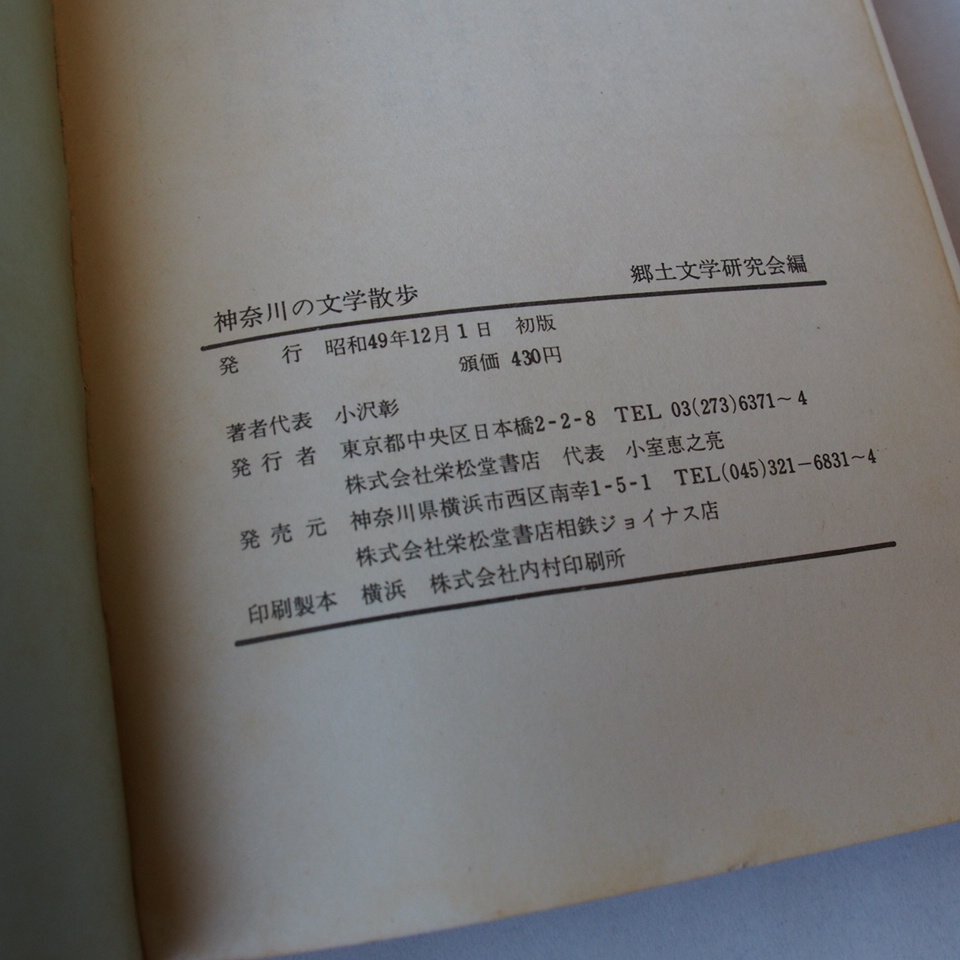 神奈川の文学散歩　郷土文学研究会編
発　行　昭和49年12月1日　初版
頒価 430円
著者代表　小沢彰
発行者　東京都中央区日本橋2-2-8　TEL 03(273)6371～4
株式会社栄松堂書店　代表　小室恵之亮
発売元　神奈川県横浜市西区南幸1-5-1　TEL(045)321-6831～4
株式会社栄松堂書店相鉄ジョイナス店
印刷製本　横浜　株式会社内村印刷所